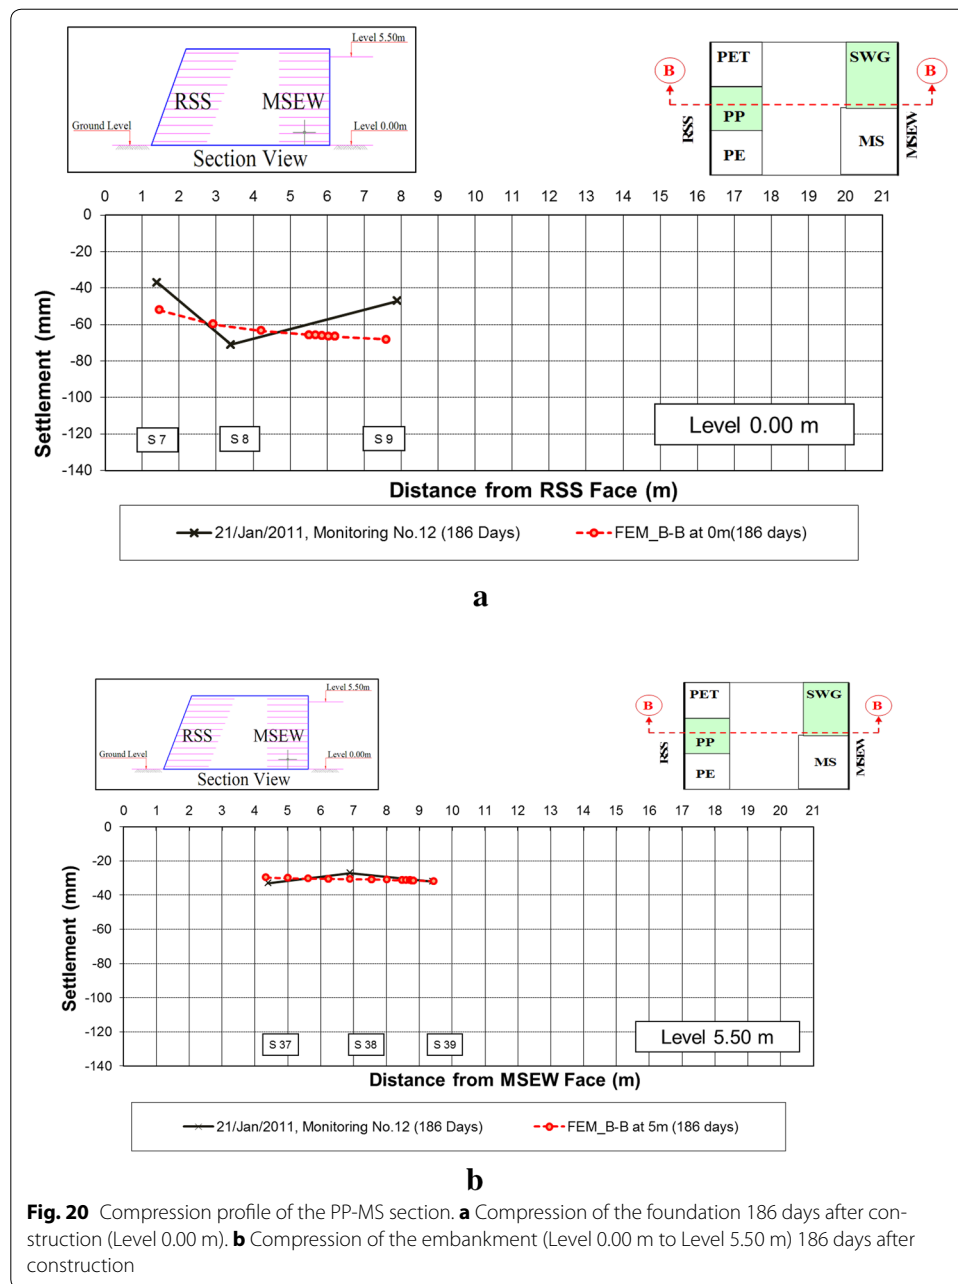 Level 5.50m
RSS MSEW
Ground Level Level 0.00m
Section View
PET SWG
B B
PP
RSS
PE MS
MSEW
0 1 2 3 4 5 6 7 8 9 10 11 12 13 14 15 16 17 18 19 20 21
0
-20
-40
-60
-80
-100
-120
-140
Settlement (mm)
S 7 S 8 S 9
Level 0.00 m
Distance from RSS Face (m)
21/Jan/2011, Monitoring No.12 (186 Days) FEM_B-B at 0m(186 days)
a
Level 5.50m
RSS MSEW
Ground Level Level 0.00m
Section View
PET SWG
B B
PP
RSS
PE MS
MSEW
0 1 2 3 4 5 6 7 8 9 10 11 12 13 14 15 16 17 18 19 20 21
0
-20
-40
-60
-80
-100
-120
-140
Settlement (mm)
S 37 S 38 S 39
Level 5.50 m
Distance from MSEW Face (m)
21/Jan/2011, Monitoring No.12 (186 Days) FEM_B-B at 5m (186 days)
b
Fig. 20 Compression profile of the PP-MS section. a Compression of the foundation 186 days after con-
struction (Level 0.00 m). b Compression of the embankment (Level 0.00 m to Level 5.50 m) 186 days after
construction